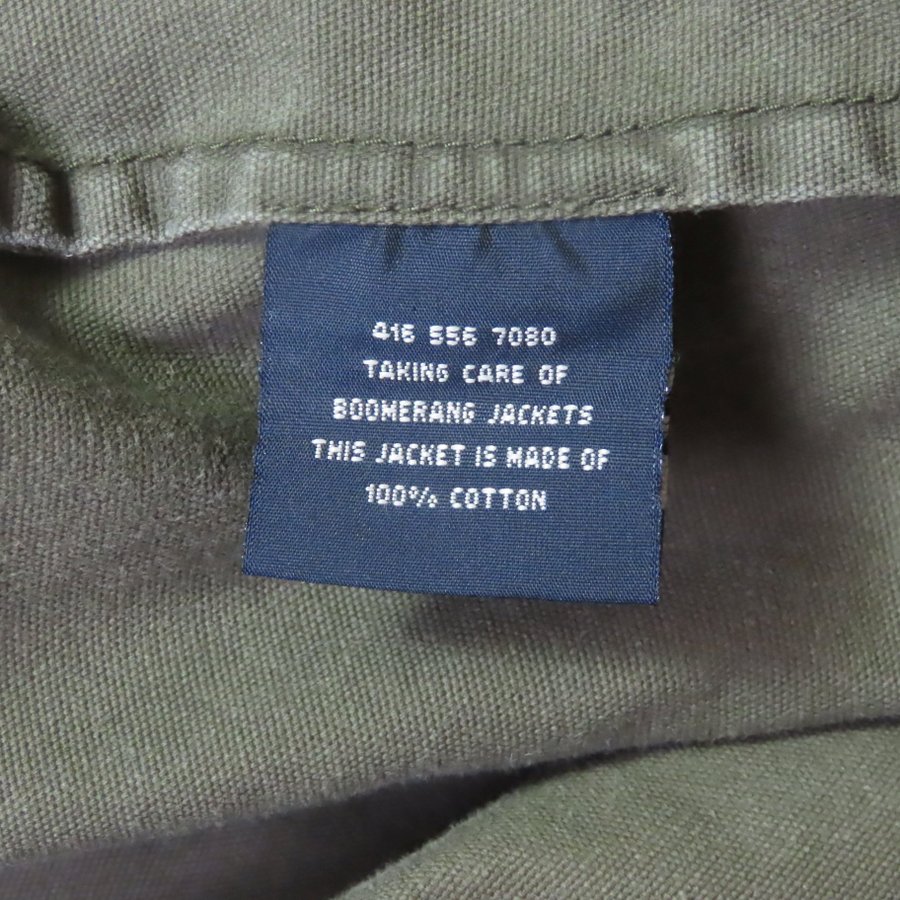 416 556 7080
TAKING CARE OF
BOOMERANG JACKETS
THIS JACKET IS MADE OF
100% COTTON